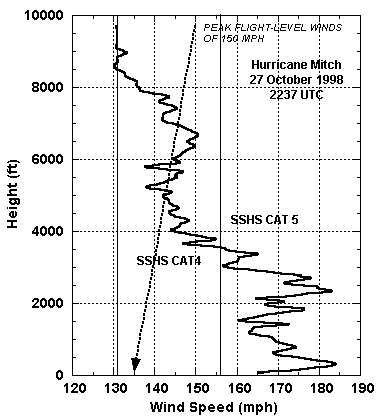 PEAK FLIGHT-LEVEL WINDS
OF 150 MPH
Hurricane Mitch
27 October 1998
2237 UTC
10000
8000
6000
4000
2000
0
Height (ft)
SSHS CAT 5
SSHS CAT4
120 130 140 150 160 170 180 190
Wind Speed (mph)